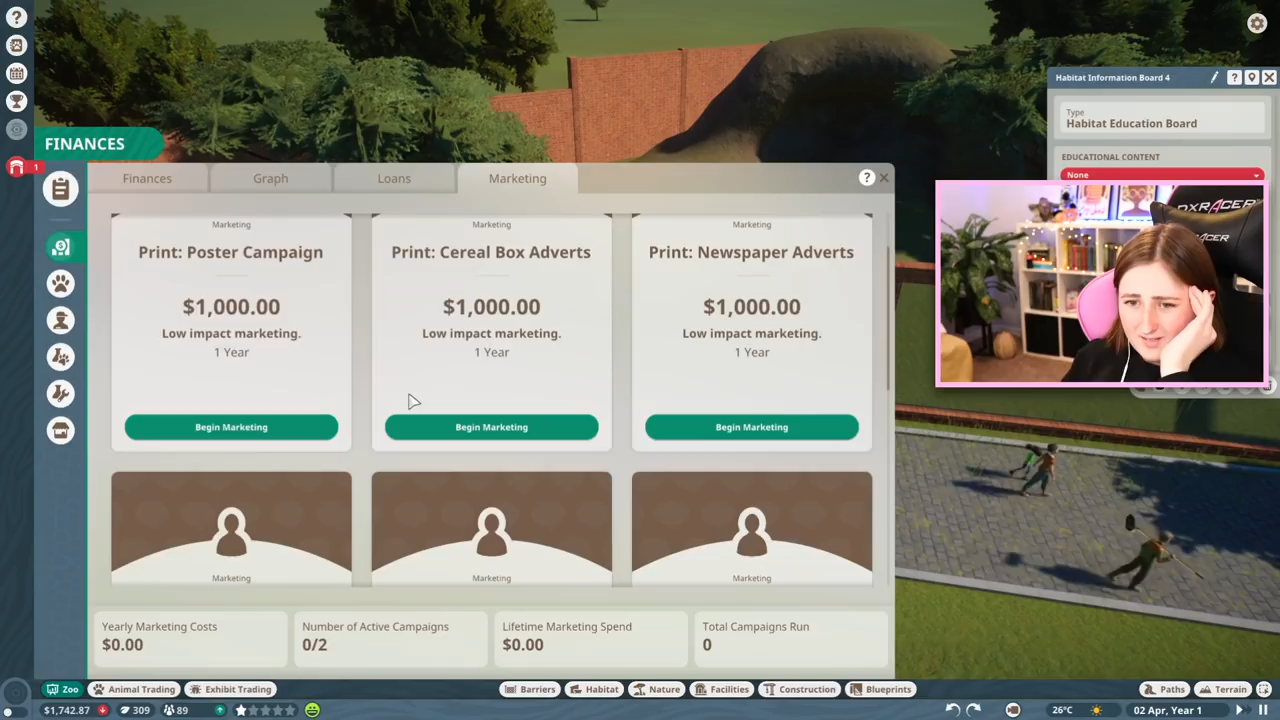 Habitat Information Board 4
?
Type
Habitat Education Board
EDUCATIONAL CONTENT
None
1
FINANCES
Finances
Graph
Loans
Marketing
?
Marketing
Print: Poster Campaign
$1,000.00
Low impact marketing.
1 Year
Begin Marketing
Marketing
Print: Cereal Box Adverts
$1,000.00
Low impact marketing.
1 Year
Begin Marketing
Marketing
Print: Newspaper Adverts
$1,000.00
Low impact marketing.
1 Year
Begin Marketing
Marketing
Marketing
Marketing
Yearly Marketing Costs
$0.00
Number of Active Campaigns
0/2
Lifetime Marketing Spend
$0.00
Total Campaigns Run
0
DXRACER
Zoo
Animal Trading
Exhibit Trading
Barriers
Habitat
Nature
Facilities
Construction
Blueprints
Paths
Terrain
$1,742.87
309
89
26°C
02 Apr, Year 1